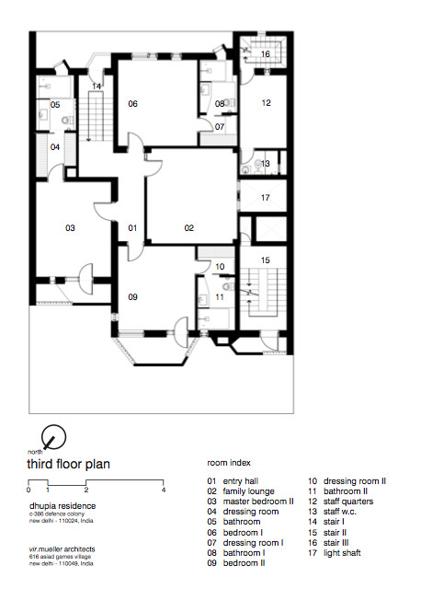 16
05
14
06
08
12
07
04
13
17
03
01
02
15
10
09
11
north
third floor plan
0 1 2 4
dhupia residence
c-386 defence colony
new delhi - 110024, India
vir.mueller architects
616 asiad games village
new delhi - 110049, India
room index
01 entry hall
02 family lounge
03 master bedroom II
04 dressing room
05 bathroom
06 bedroom I
07 dressing room I
08 bathroom I
09 bedroom II
10 dressing room II
11 bathroom II
12 staff quarters
13 staff w.c.
14 stair I
15 stair II
16 stair III
17 light shaft